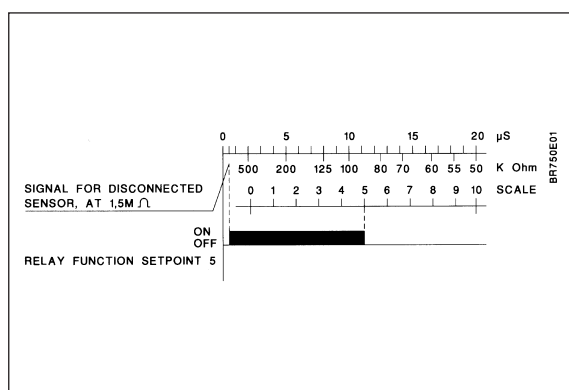 0 5 10 15 20 µS
500 200 125 100 80 70 60 55 50 K Ohm
SIGNAL FOR DISCONNECTED
SENSOR, AT 1,5M Ω
0 1 2 3 4 5 6 7 8 9 10 SCALE
ON
OFF
RELAY FUNCTION SETPOINT 5
BR750E01